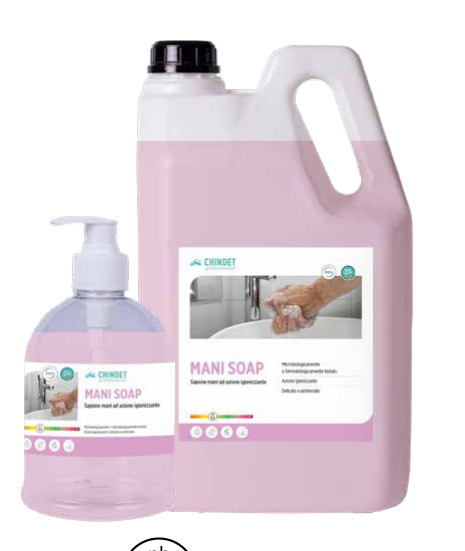 CHINDET
MANI SOAP
Sapone mani ad azione igienizzante
Microbiologicamente
e Dermatologicamente testato
Azione igienizzante
Delicato e profumato
CHINDET
MANI SOAP
Sapone mani ad azione igienizzante
ph